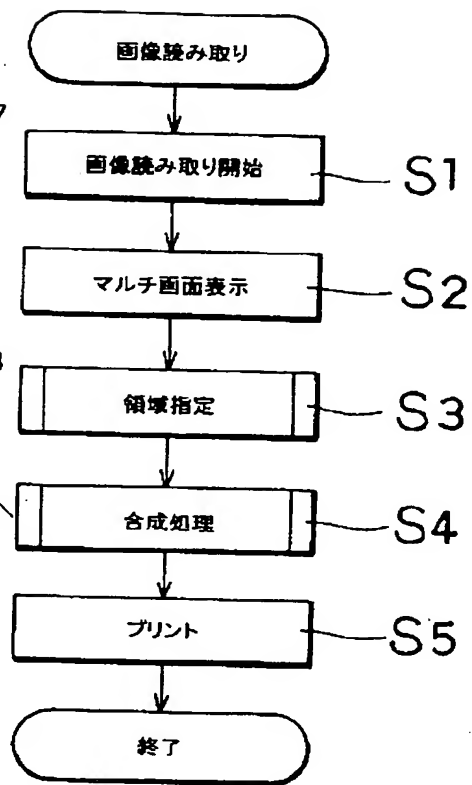 画像読み取り
画像読み取り開始
S1
マルチ画面表示
S2
領域指定
S3
合成処理
S4
プリント
S5
終了